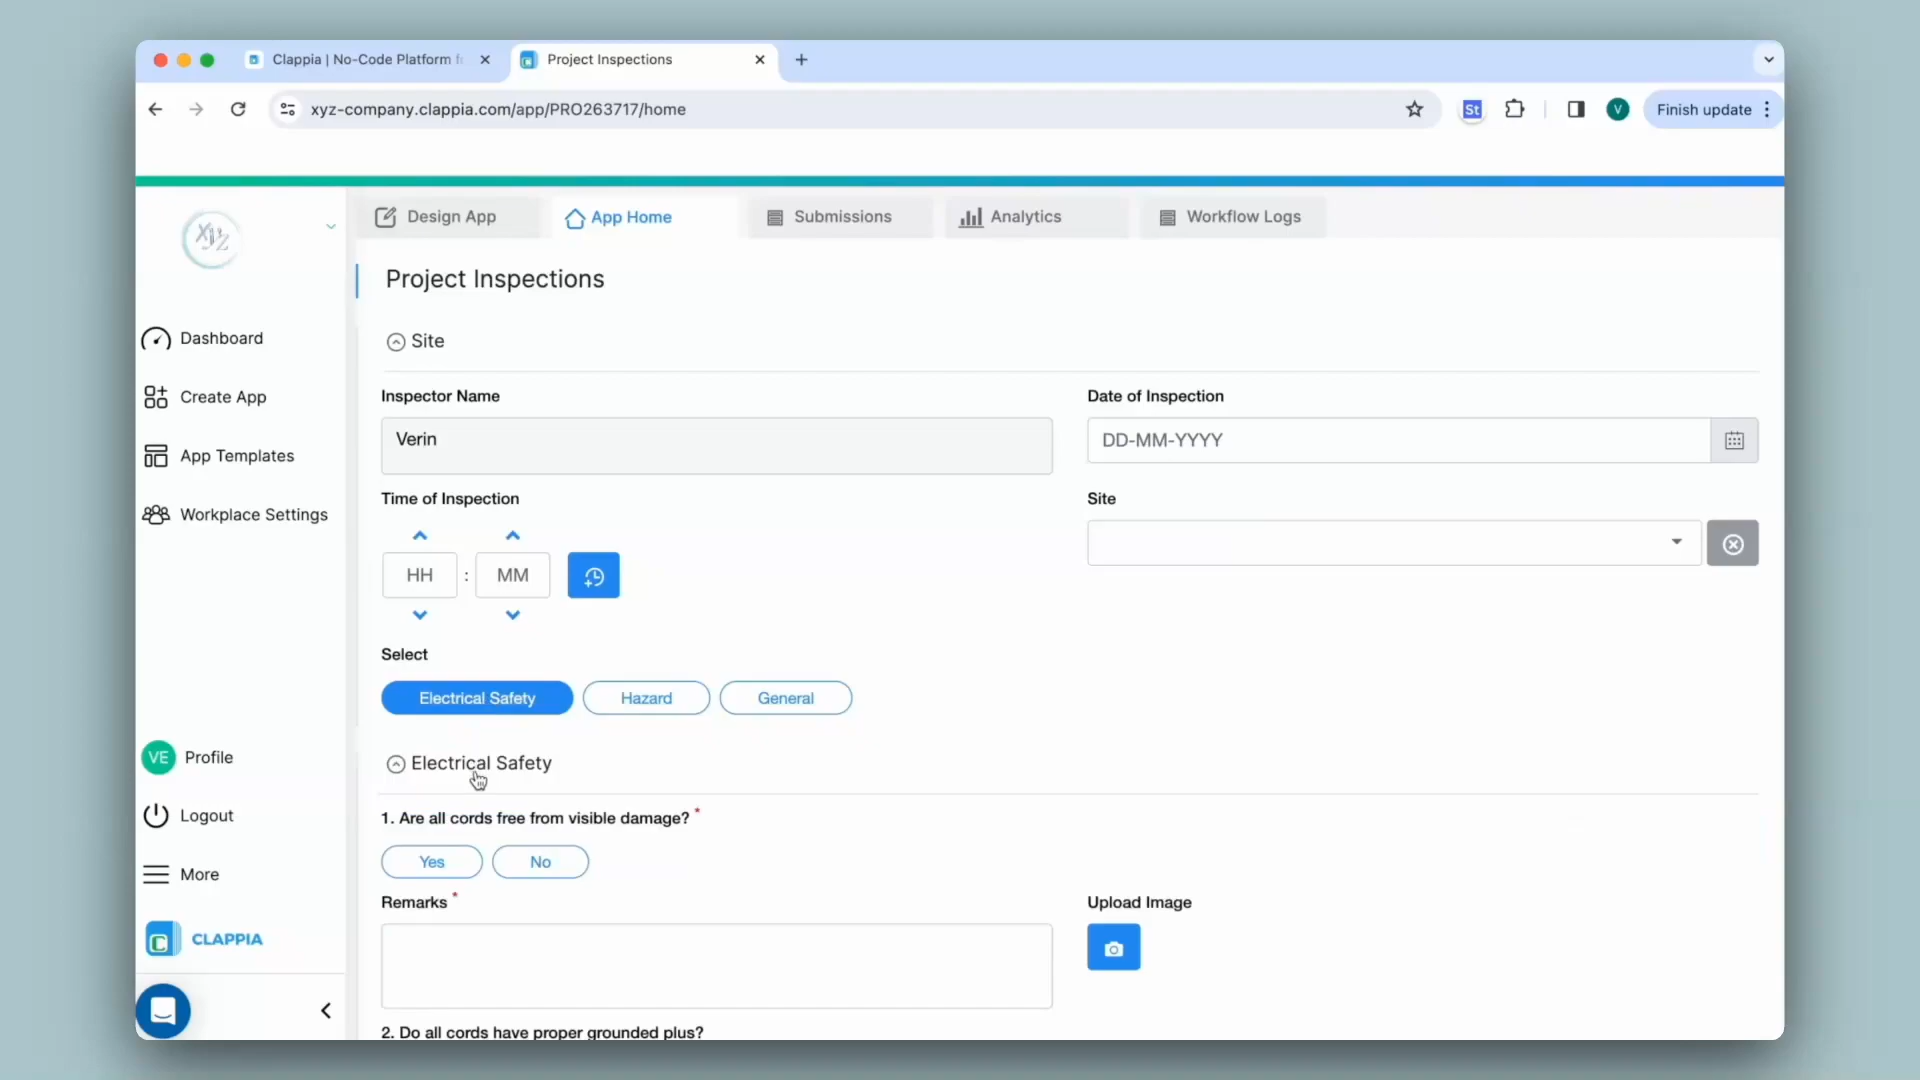 Clappia | No-Code Platform f
Project Inspections
xyz-company.clappia.com/app/PRO263717/home
St
V
Finish update
XYZ
Design App
App Home
Submissions
Analytics
Workflow Logs
Project Inspections
Dashboard
Create App
App Templates
Workplace Settings
VE Profile
Logout
More
CLAPPIA
Site
Inspector Name
Date of Inspection
Verin
DD-MM-YYYY
Time of Inspection
Site
HH : MM
Select
Electrical Safety
Hazard
General
Electrical Safety
1. Are all cords free from visible damage? *
Yes
No
Remarks *
Upload Image
2. Do all cords have proper grounded plus?